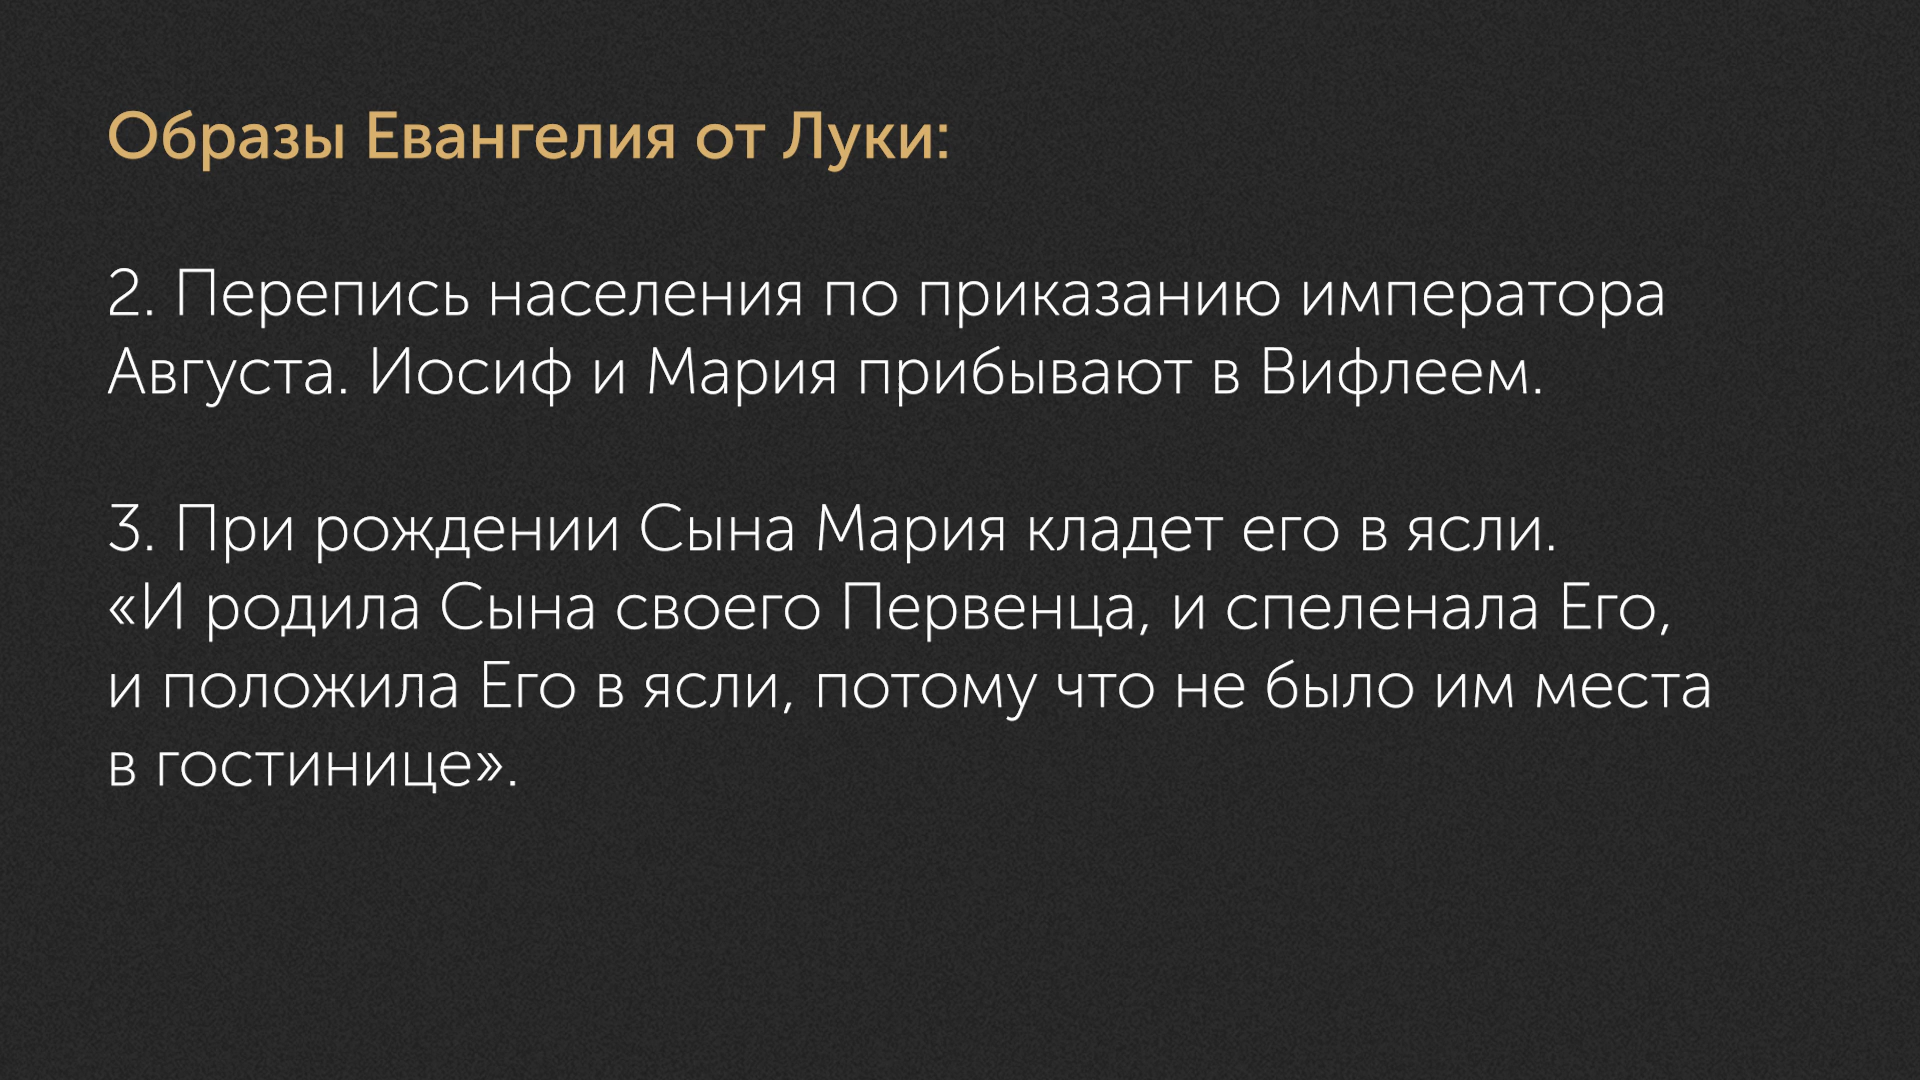 Образы Евангелия от Луки:
2. Перепись населения по приказанию императора
Августа. Иосиф и Мария прибывают в Вифлеем.
3. При рождении Сына Мария кладет его в ясли.
«И родила Сына своего Первенца, и спеленала Его,
и положила Его в ясли, потому что не было им места
в гостинице».